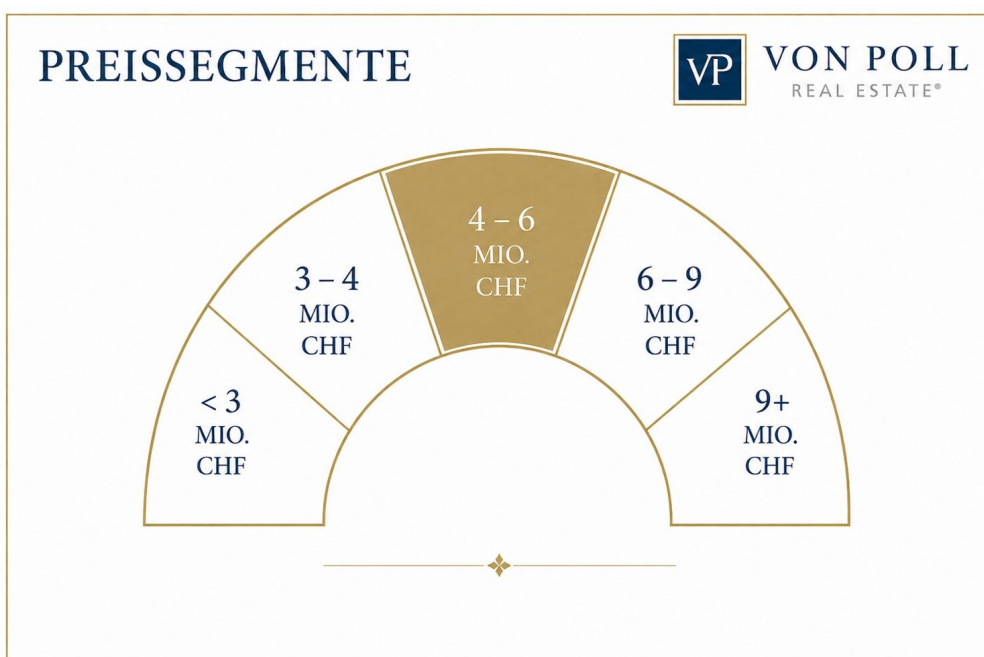 PREISSEGMENTE
VP
VON POLL
REAL ESTATE®
4 – 6
MIO.
CHF
3 – 4
MIO.
CHF
6 – 9
MIO.
CHF
< 3
MIO.
CHF
9+
MIO.
CHF